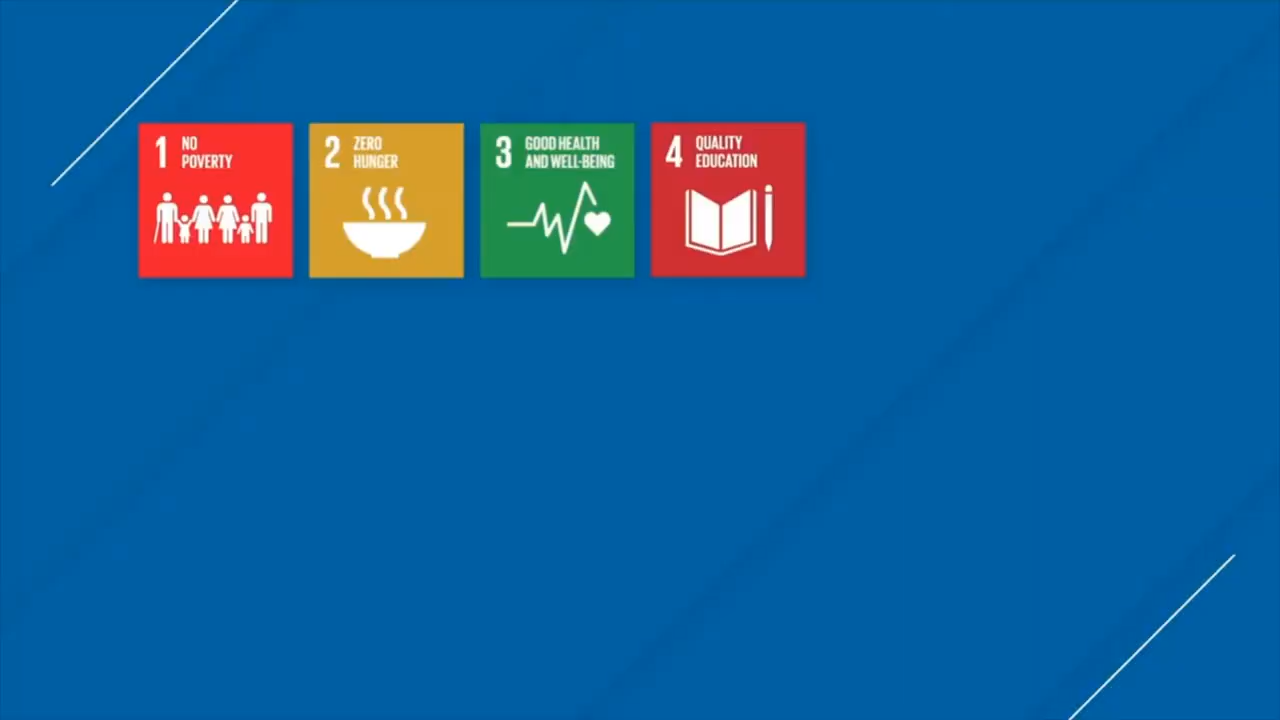 1 NO
POVERTY
2 ZERO
HUNGER
3 GOOD HEALTH
AND WELL-BEING
4 QUALITY
EDUCATION